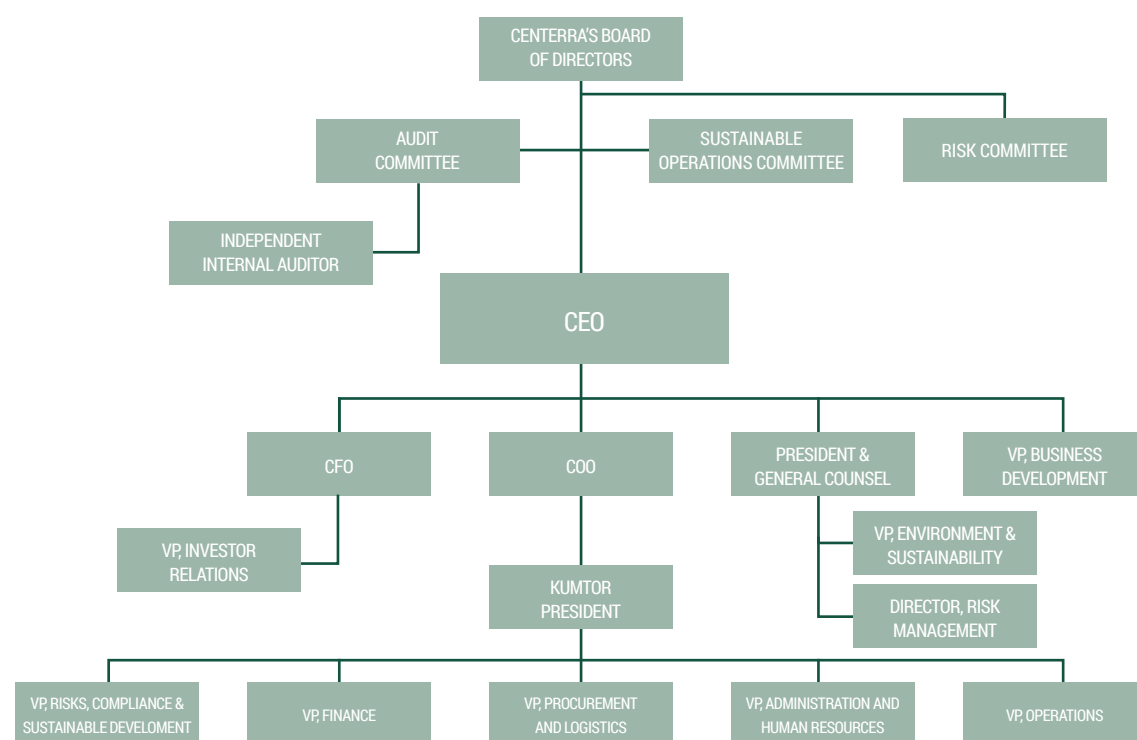 CENTERRA'S BOARD
OF DIRECTORS
AUDIT
COMMITTEE
SUSTAINABLE
OPERATIONS COMMITTEE
RISK COMMITTEE
INDEPENDENT
INTERNAL AUDITOR
CEO
CFO
COO
PRESIDENT &
GENERAL COUNSEL
VP, BUSINESS
DEVELOPMENT
VP, INVESTOR
RELATIONS
VP, ENVIRONMENT &
SUSTAINABILITY
KUMTOR
PRESIDENT
DIRECTOR, RISK
MANAGEMENT
VP, RISKS, COMPLIANCE &
SUSTAINABLE DEVELOMENT
VP, FINANCE
VP, PROCUREMENT
AND LOGISTICS
VP, ADMINISTRATION AND
HUMAN RESOURCES
VP, OPERATIONS